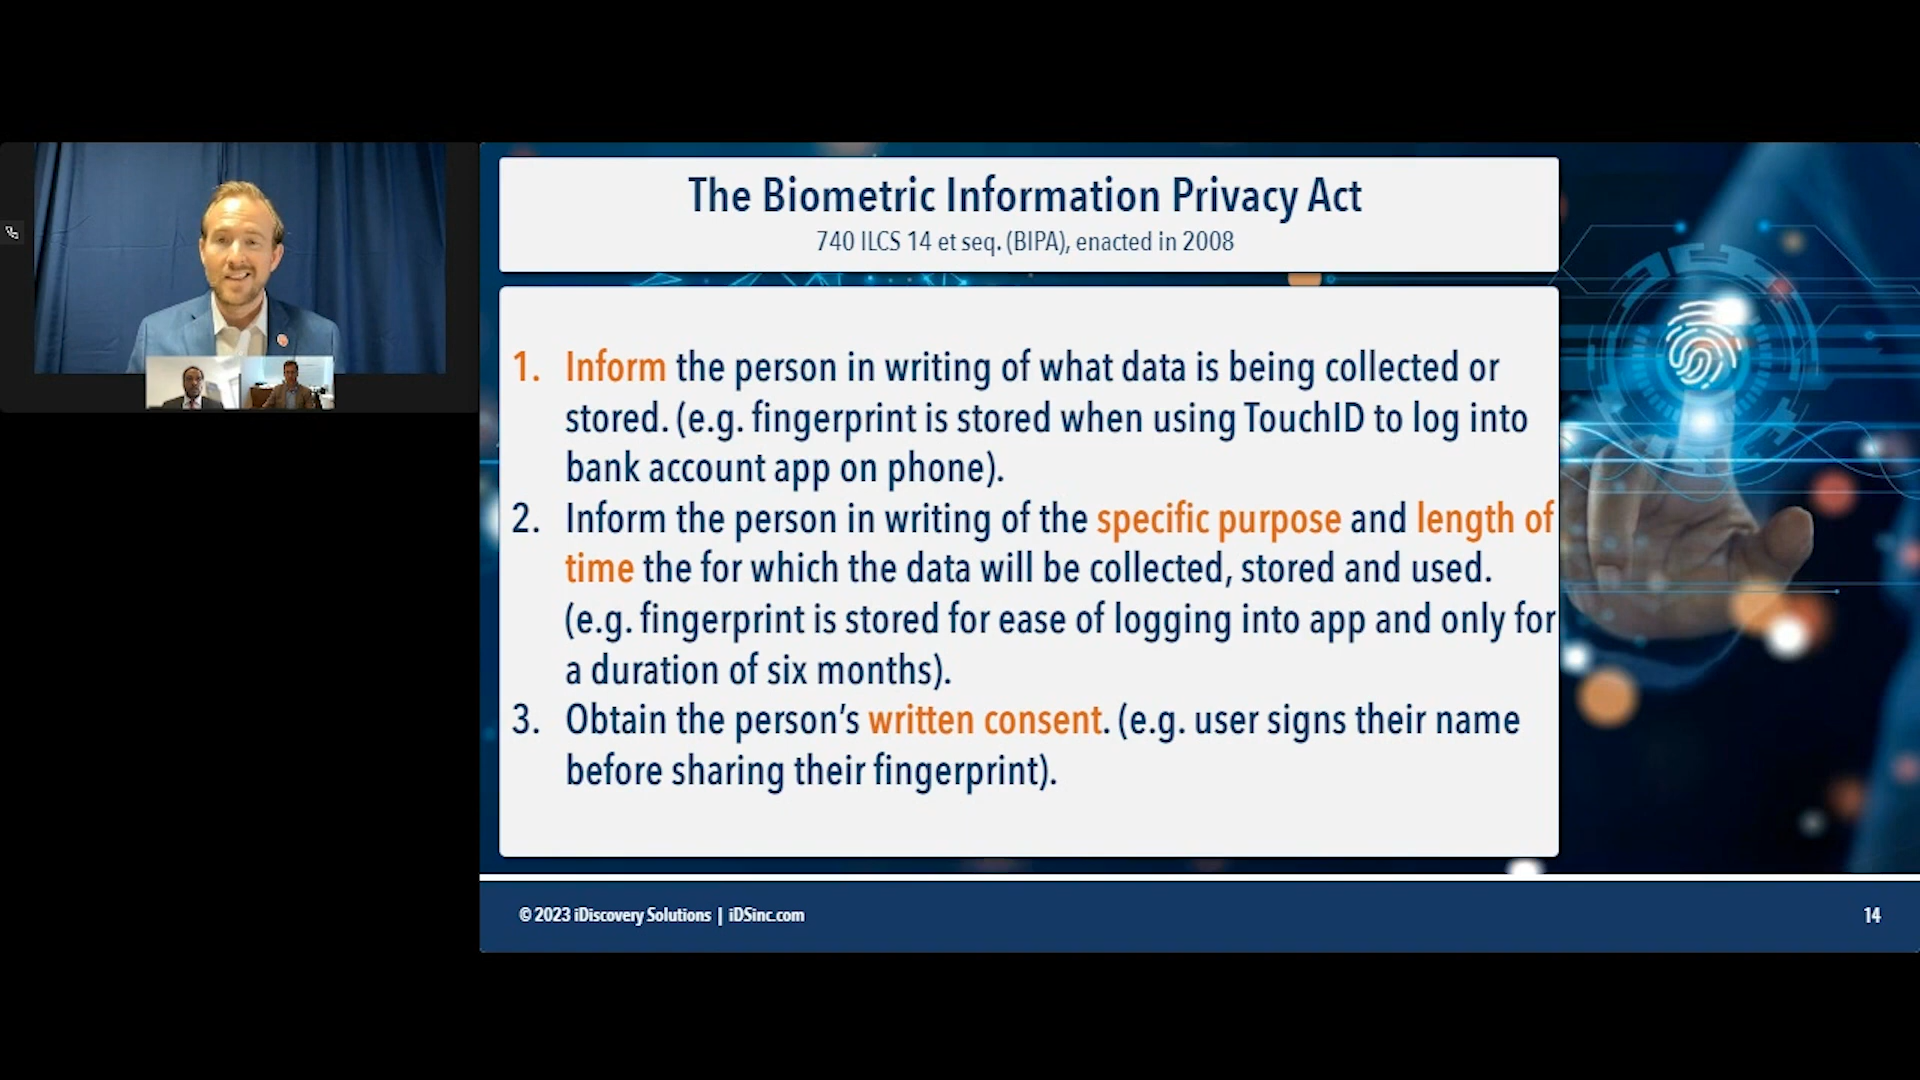 The Biometric Information Privacy Act
740 ILCS 14 et seq. (BIPA), enacted in 2008
1. Inform the person in writing of what data is being collected or
stored. (e.g. fingerprint is stored when using TouchID to log into
bank account app on phone).
2. Inform the person in writing of the specific purpose and length of
time the for which the data will be collected, stored and used.
(e.g. fingerprint is stored for ease of logging into app and only for
a duration of six months).
3. Obtain the person's written consent. (e.g. user signs their name
before sharing their fingerprint).
© 2023 iDiscovery Solutions | iDSinc.com
14